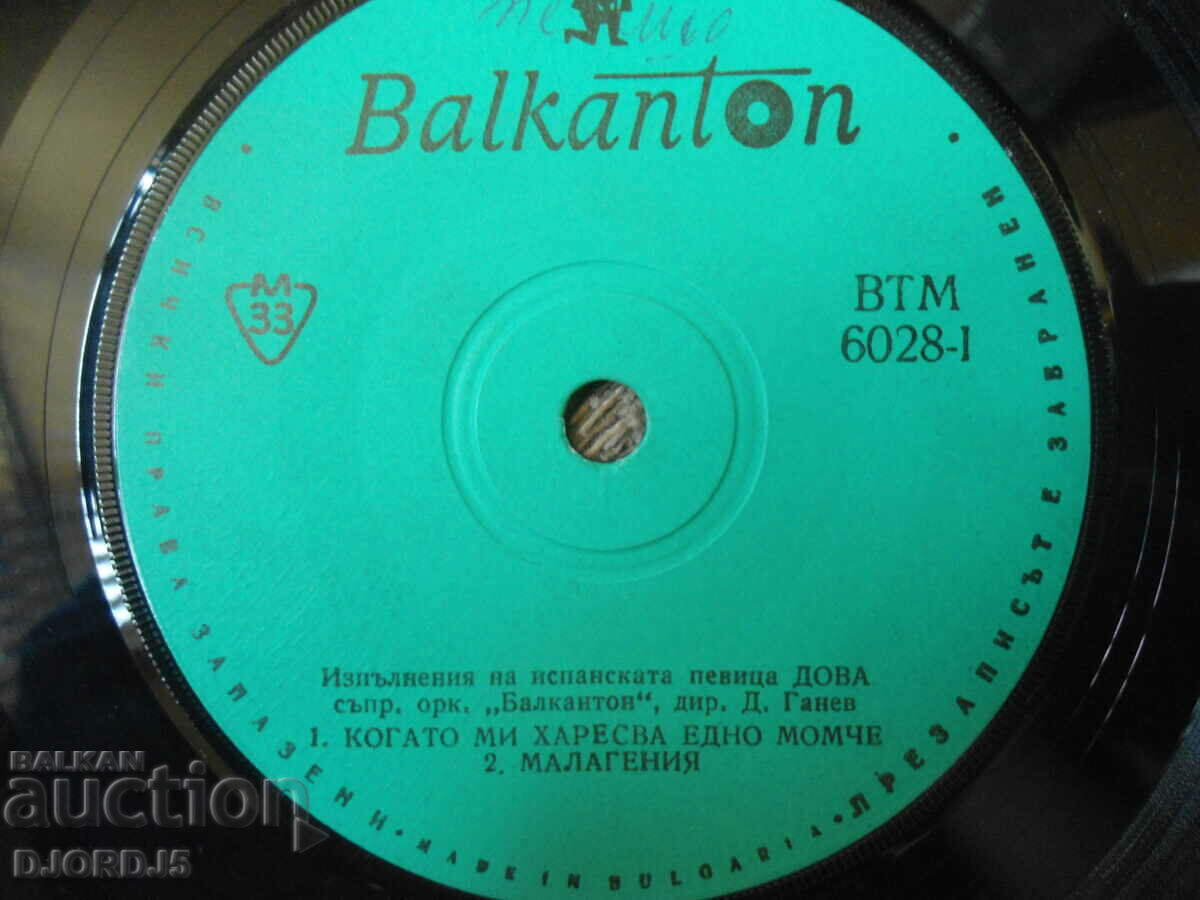 Balkanton
M
33
ВТМ
6028-I
Изпълнения на испанската певица ДОВА
съпр. орк. „Балкантон“, дир. Д. Ганев
1. КОГАТО МИ ХАРЕСВА ЕДНО МОМЧЕ
2. МАЛАГЕНИЯ
ВСИЧКИ ПРАВА ЗАПАЗЕНИ • MADE IN BULGARIA • ПРЕЗАПИСЪТ Е ЗАБРАНЕН •
BALKAN
auction
DJORDJ5